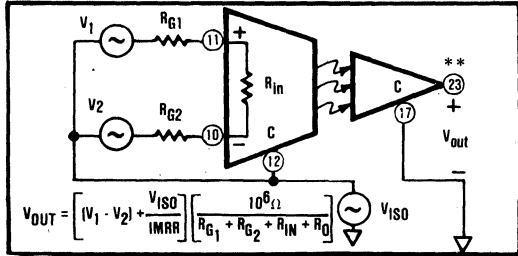 V1 RG1 11 + Rin **
C 23
+
V2 RG2 10 − C 17 Vout
12 −
VOUT = [(V1 - V2) + VISO/IMRR] [10^6Ω / RG1 + RG2 + RIN + RO] VISO